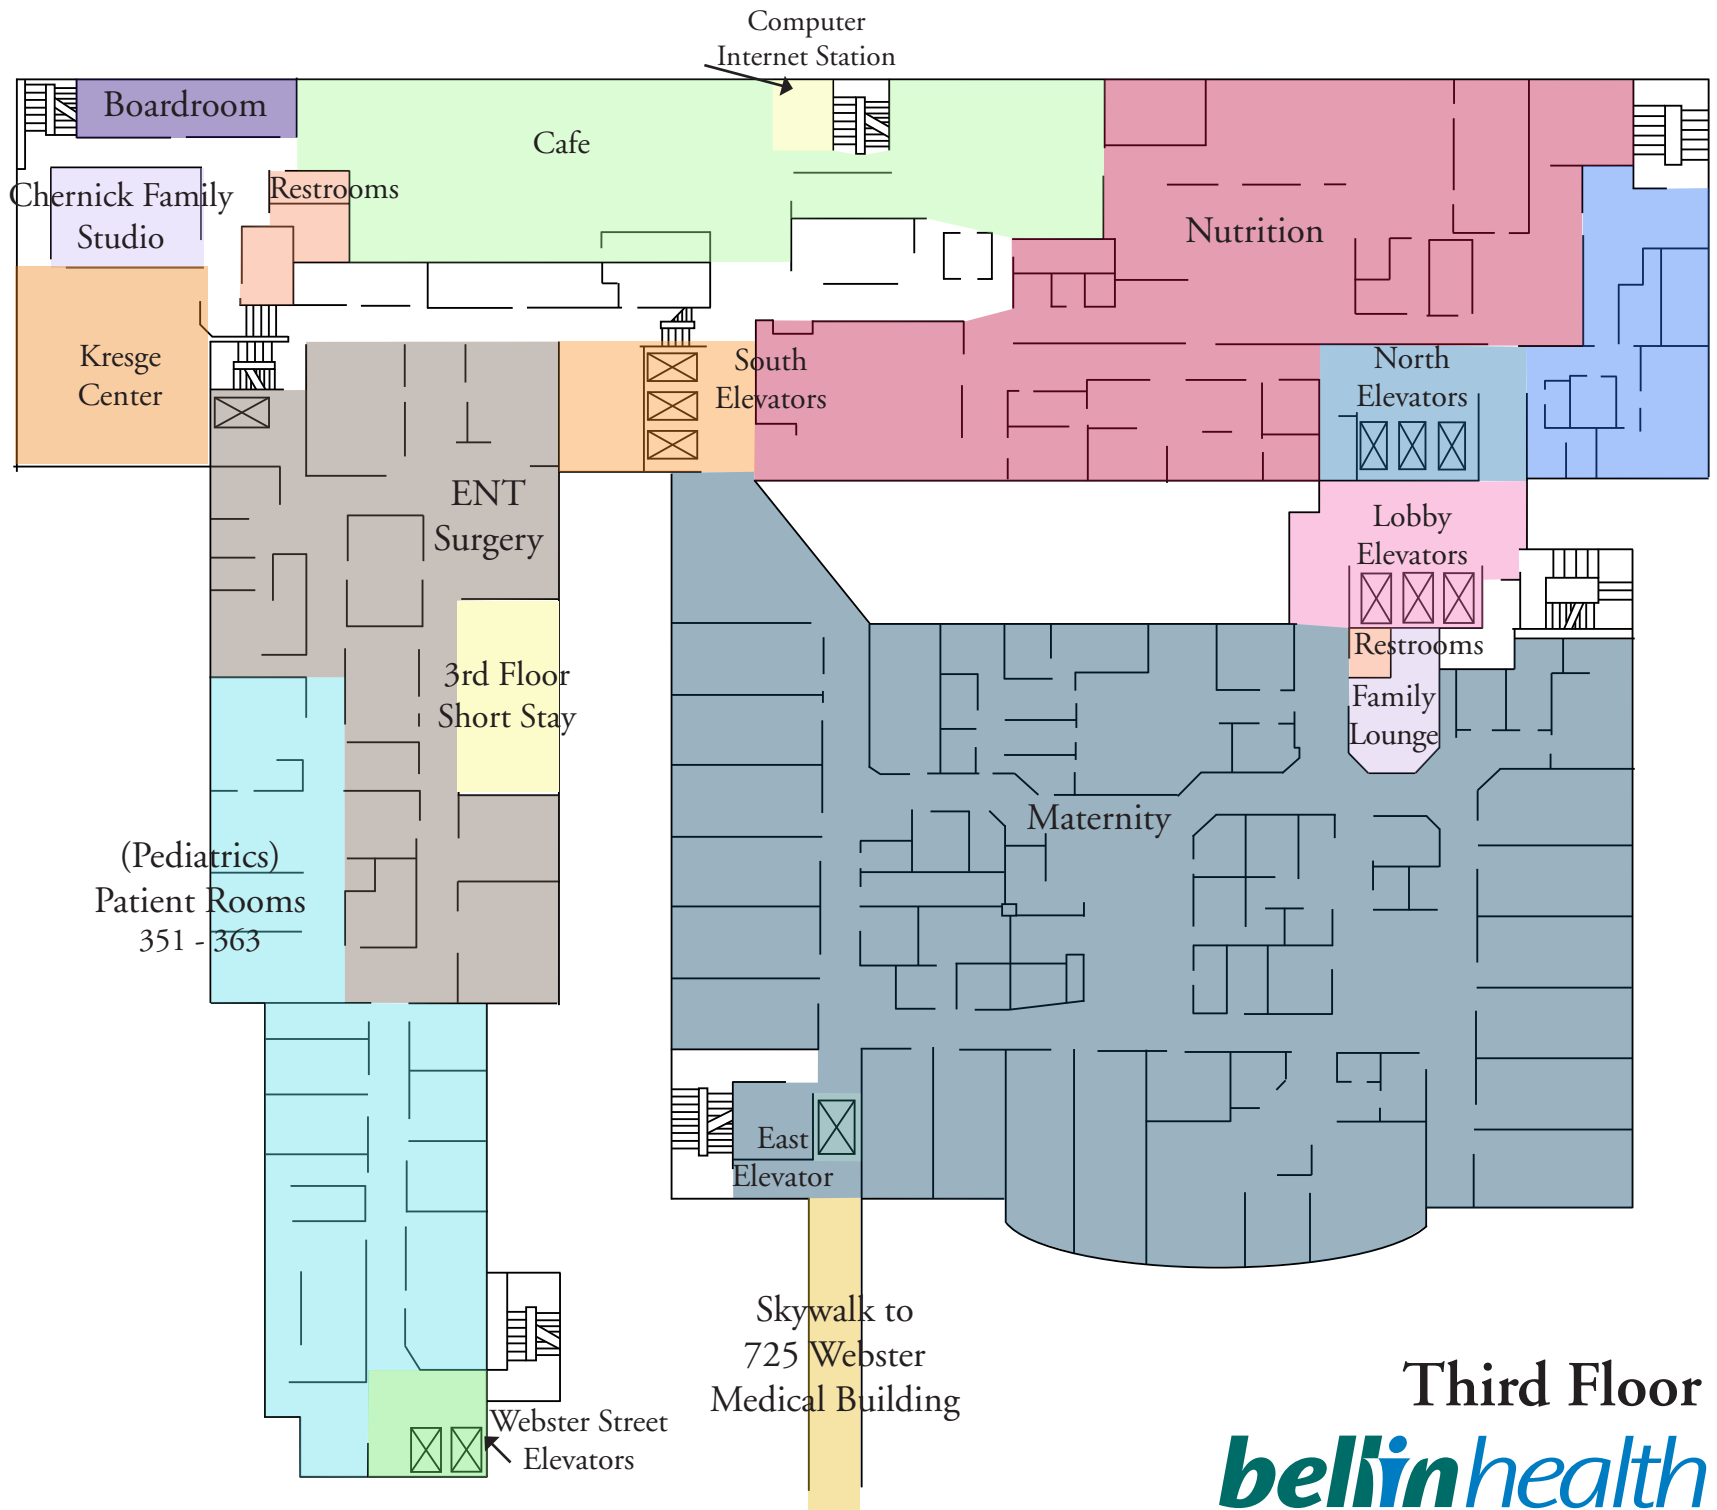 Computer
Internet Station
Boardroom
Cafe
Chernick Family
Studio
Restrooms
Nutrition
Kresge
Center
South
Elevators
North
Elevators
ENT
Surgery
Lobby
Elevators
Restrooms
Family
Lounge
3rd Floor
Short Stay
Maternity
(Pediatrics)
Patient Rooms
351 - 363
East
Elevator
Skywalk to
725 Webster
Medical Building
Webster Street
Elevators
Third Floor
bellinhealth